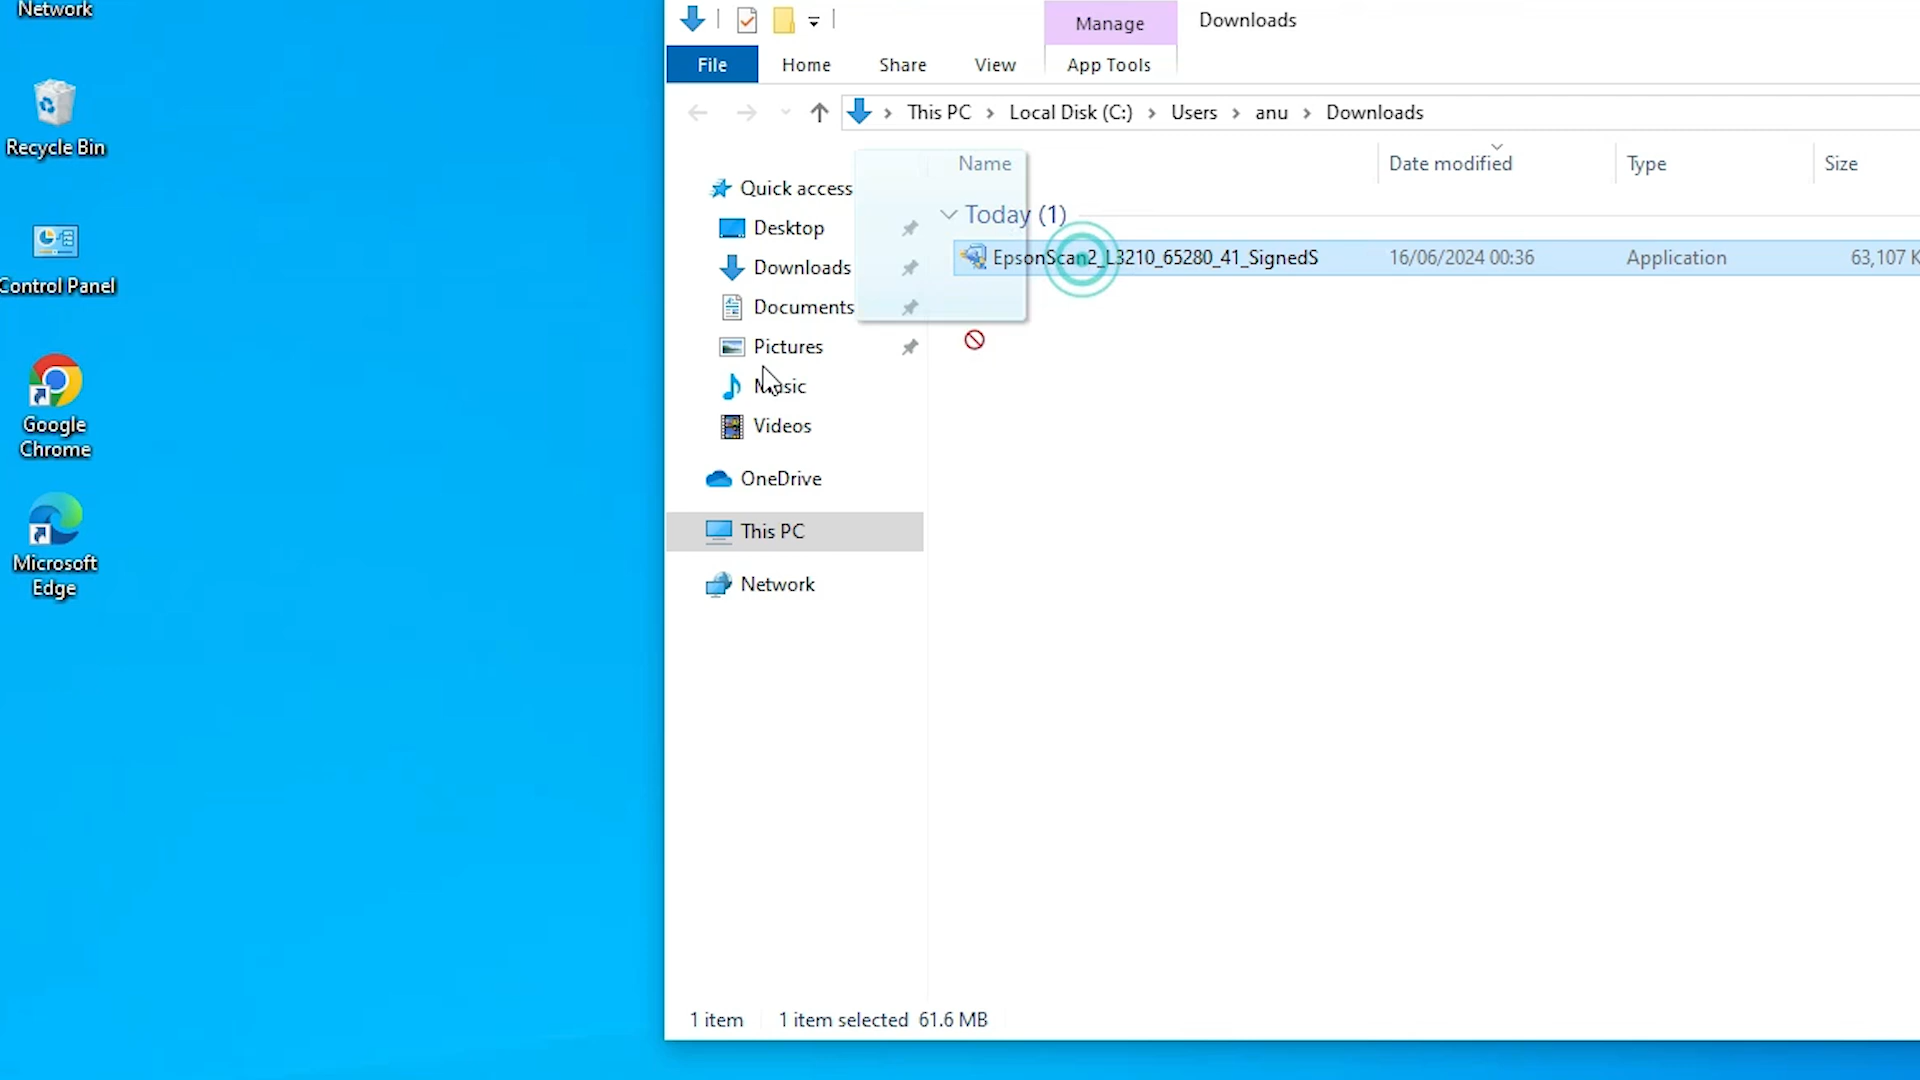 Network
Recycle Bin
Control Panel
Google
Chrome
Microsoft
Edge
Manage
Downloads
File
Home
Share
View
App Tools
This PC
Local Disk (C:)
Users
anu
Downloads
Name
Date modified
Type
Size
Quick access
Desktop
Downloads
Documents
Pictures
Music
Videos
OneDrive
This PC
Network
Today (1)
EpsonScan2_L3210_65280_41_SignedS
16/06/2024 00:36
Application
63,107 K
1 item
1 item selected 61.6 MB